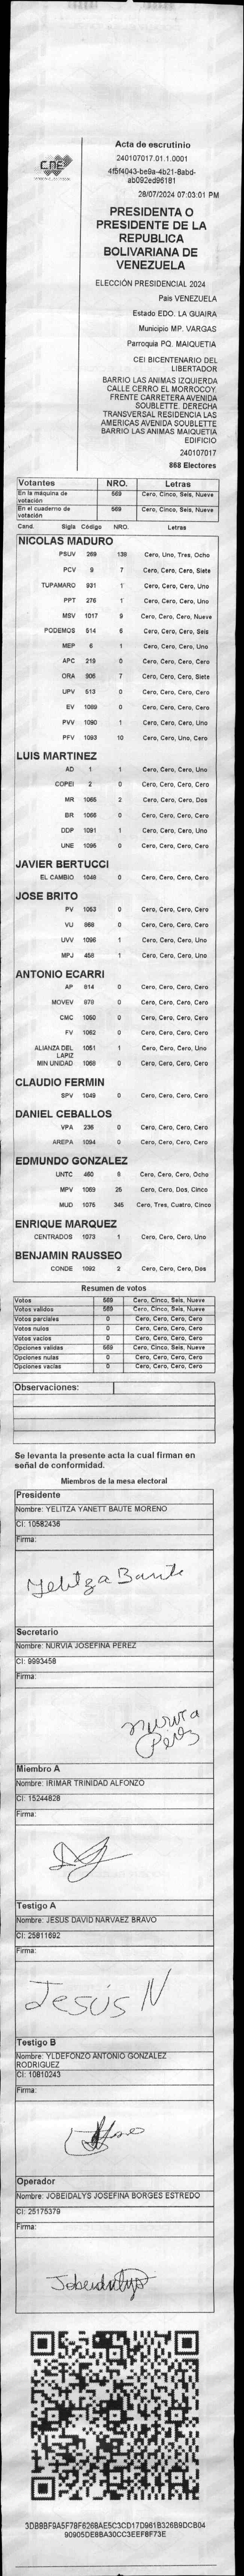 CNE
Acta de escrutinio
240107017.01.1.0001
4f5f4043-be9a-4b21-8abd-
ab092ed96181
28/07/2024 07:03:01 PM
PRESIDENTA O
PRESIDENTE DE LA
REPUBLICA
BOLIVARIANA DE
VENEZUELA
ELECCIÓN PRESIDENCIAL 2024
Pais VENEZUELA
Estado EDO. LA GUAIRA
Municipio MP. VARGAS
Parroquia PQ. MAIQUETIA
CEI BICENTENARIO DEL
LIBERTADOR
BARRIO LAS ANIMAS IZQUIERDA
CALLE CERRO EL MORROCOY.
FRENTE CARRETERA AVENIDA
SOUBLETTE. DERECHA
TRANSVERSAL RESIDENCIA LAS
AMERICAS AVENIDA SOUBLETTE
BARRIO LAS ANIMAS MAIQUETIA
EDIFICIO
240107017
868 Electores
Votantes NRO. Letras
En la máquina de votación 569 Cero, Cinco, Seis, Nueve
En el cuaderno de votación 569 Cero, Cinco, Seis, Nueve
Cand. Sigls Código NRO. Letras
NICOLAS MADURO
PSUV 269 138 Cero, Uno, Tres, Ocho
PCV 9 7 Cero, Cero, Cero, Siete
TUPAMARO 931 1 Cero, Cero, Cero, Uno
PPT 276 1 Cero, Cero, Cero, Uno
MSV 1017 9 Cero, Cero, Cero, Nueve
PODEMOS 514 6 Cero, Cero, Cero, Seis
MEP 6 1 Cero, Cero, Cero, Uno
APC 219 0 Cero, Cero, Cero, Cero
ORA 906 7 Cero, Cero, Cero, Siete
UPV 513 0 Cero, Cero, Cero, Cero
EV 1089 0 Cero, Cero, Cero, Cero
PVV 1090 1 Cero, Cero, Cero, Uno
PFV 1093 10 Cero, Cero, Uno, Cero
LUIS MARTINEZ
AD 1 1 Cero, Cero, Cero, Uno
COPEI 2 0 Cero, Cero, Cero, Cero
MR 1065 2 Cero, Cero, Cero, Dos
BR 1066 0 Cero, Cero, Cero, Cero
DDP 1091 1 Cero, Cero, Cero, Uno
UNE 1095 0 Cero, Cero, Cero, Cero
JAVIER BERTUCCI
EL CAMBIO 1048 0 Cero, Cero, Cero, Cero
JOSE BRITO
PV 1063 0 Cero, Cero, Cero, Cero
VU 868 0 Cero, Cero, Cero, Cero
UVV 1096 1 Cero, Cero, Cero, Uno
MPJ 458 1 Cero, Cero, Cero, Uno
ANTONIO ECARRI
AP 814 0 Cero, Cero, Cero, Cero
MOVEV 879 0 Cero, Cero, Cero, Cero
CMC 1050 0 Cero, Cero, Cero, Cero
FV 1062 0 Cero, Cero, Cero, Cero
ALIANZA DEL LAPIZ 1051 1 Cero, Cero, Cero, Uno
MIN UNIDAD 1068 0 Cero, Cero, Cero, Cero
CLAUDIO FERMIN
SPV 1049 0 Cero, Cero, Cero, Cero
DANIEL CEBALLOS
VPA 236 0 Cero, Cero, Cero, Cero
AREPA 1094 0 Cero, Cero, Cero, Cero
EDMUNDO GONZALEZ
UNTC 460 8 Cero, Cero, Cero, Ocho
MPV 1069 25 Cero, Cero, Dos, Cinco
MUD 1075 345 Cero, Tres, Cuatro, Cinco
ENRIQUE MARQUEZ
CENTRADOS 1073 1 Cero, Cero, Cero, Uno
BENJAMIN RAUSSEO
CONDE 1092 2 Cero, Cero, Cero, Dos
Resumen de votos
Votos 569 Cero, Cinco, Seis, Nueve
Votos validos 569 Cero, Cinco, Seis, Nueve
Votos parciales 0 Cero, Cero, Cero, Cero
Votos nulos 0 Cero, Cero, Cero, Cero
Votos vacios 0 Cero, Cero, Cero, Cero
Opciones validas 569 Cero, Cinco, Seis, Nueve
Opciones nulas 0 Cero, Cero, Cero, Cero
Opciones vacias 0 Cero, Cero, Cero, Cero
Observaciones:
Se levanta la presente acta la cual firman en
señal de conformidad.
Miembros de la mesa electoral
Presidente
Nombre: YELITZA YANETT BAUTE MORENO
CI: 10582436
Firma:
Yelitza Baute
Secretario
Nombre: NURVIA JOSEFINA PEREZ
CI: 9993458
Firma:
Nurvia
Pérez
Miembro A
Nombre: IRIMAR TRINIDAD ALFONZO
CI: 15244828
Firma:
Testigo A
Nombre: JESUS DAVID NARVAEZ BRAVO
CI: 25611692
Firma:
Jesús N
Testigo B
Nombre: YLDEFONZO ANTONIO GONZALEZ
RODRIGUEZ
CI: 10810243
Firma:
Operador
Nombre: JOBEIDALYS JOSEFINA BORGES ESTREDO
CI: 25175379
Firma:
Jobeidalys
3DB8BF9A5F7BF6268AE5C3CD17D961B326B9DCB04
90905DE8BA30CC3EEF8F73E